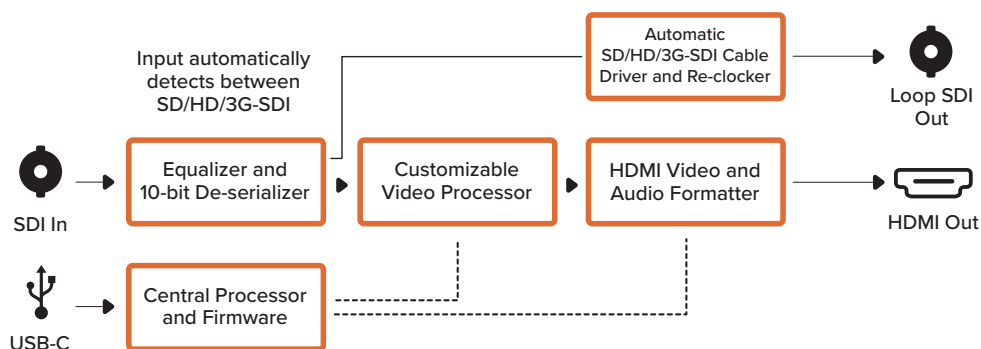 Input automatically
detects between
SD/HD/3G-SDI
Automatic
SD/HD/3G-SDI Cable
Driver and Re-clocker
Loop SDI
Out
SDI In
Equalizer and
10-bit De-serializer
Customizable
Video Processor
HDMI Video and
Audio Formatter
HDMI Out
USB-C
Central Processor
and Firmware